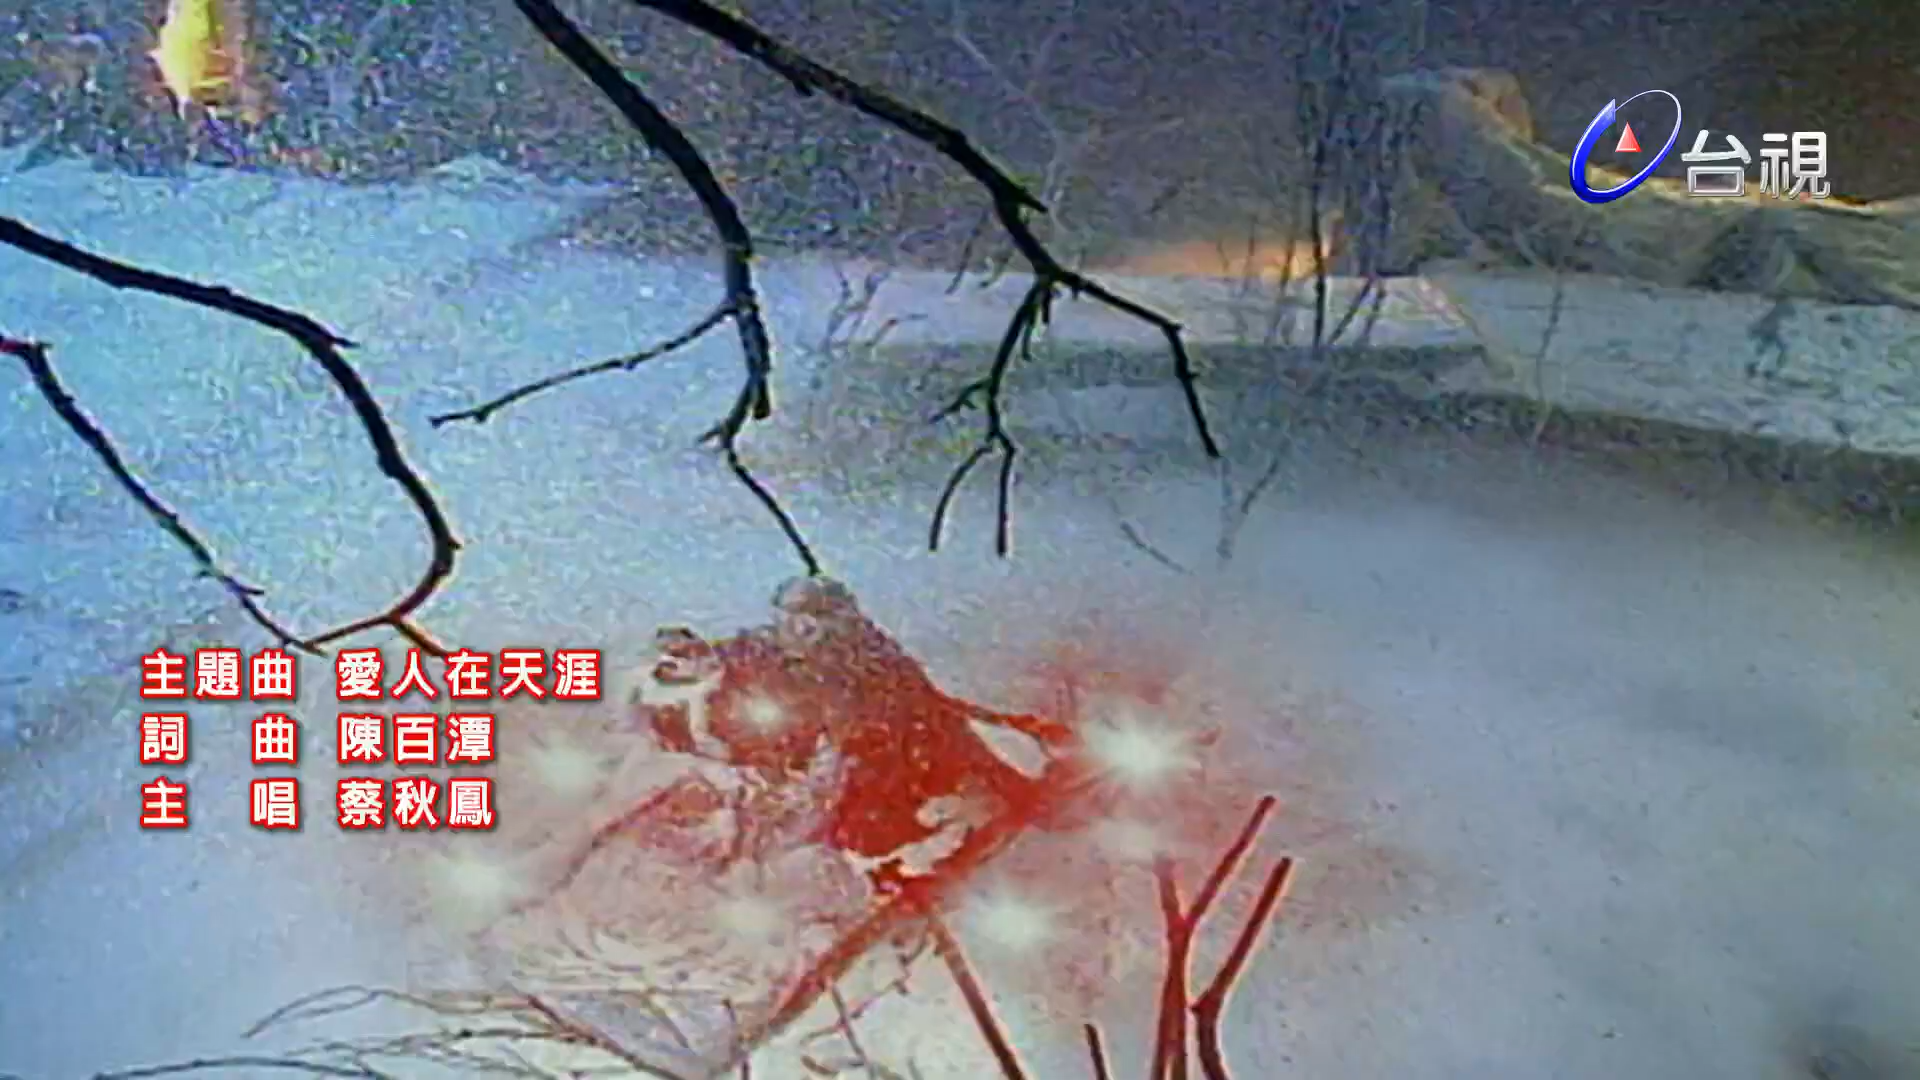 台視
主題曲 愛人在天涯
詞 曲 陳百潭
主 唱 蔡秋鳳